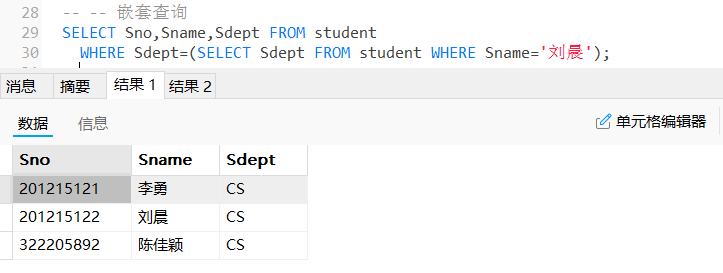 28 -- -- 嵌套查询
29 SELECT Sno,Sname,Sdept FROM student
30 WHERE Sdept=(SELECT Sdept FROM student WHERE Sname='刘晨');
消息 摘要 结果 1 结果 2
数据 信息 单元格编辑器
Sno Sname Sdept
201215121 李勇 CS
201215122 刘晨 CS
322205892 陈佳颖 CS